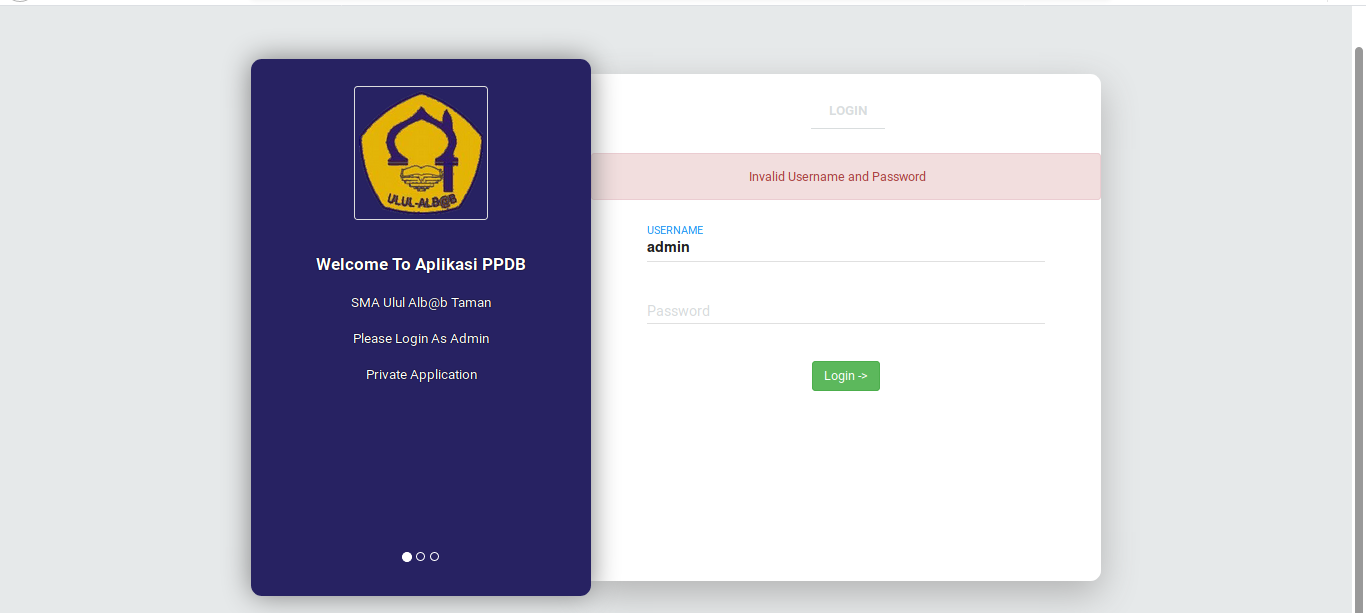 ULUL-ALB@B
Welcome To Aplikasi PPDB
SMA Ulul Alb@b Taman
Please Login As Admin
Private Application
LOGIN
Invalid Username and Password
USERNAME
admin
Password
Login ->